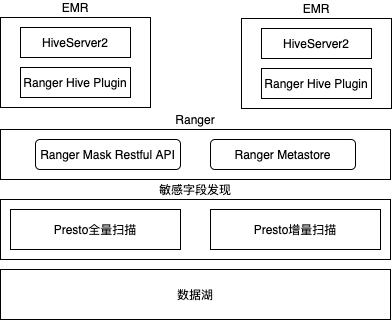 EMR
EMR
HiveServer2
HiveServer2
Ranger Hive Plugin
Ranger Hive Plugin
Ranger
Ranger Mask Restful API
Ranger Metastore
敏感字段发现
Presto全量扫描
Presto增量扫描
数据湖